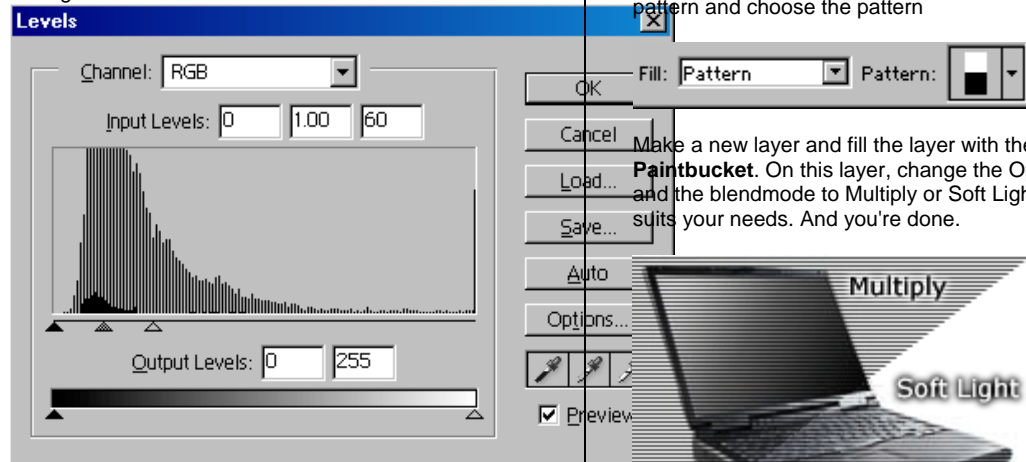 Levels
Channel: RGB
Input Levels: 0 1.00 60
Output Levels: 0 255
OK
Cancel
Load...
Save...
Auto
Options...
Preview
pattern and choose the pattern
Fill: Pattern Pattern:
Make a new layer and fill the layer with the
Paintbucket. On this layer, change the
and the blendmode to Multiply or Soft
suits your needs. And you're done.
Multiply
Soft Light